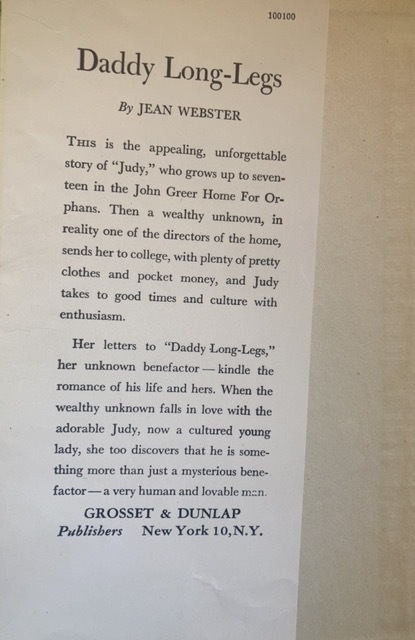 100100
Daddy Long-Legs
By JEAN WEBSTER
THIS is the appealing, unforgettable
story of "Judy," who grows up to seven-
teen in the John Greer Home For Or-
phans. Then a wealthy unknown, in
reality one of the directors of the home,
sends her to college, with plenty of pretty
clothes and pocket money, and Judy
takes to good times and culture with
enthusiasm.
Her letters to "Daddy Long-Legs,"
her unknown benefactor—kindle the
romance of his life and hers. When the
wealthy unknown falls in love with the
adorable Judy, now a cultured young
lady, she too discovers that he is some-
thing more than just a mysterious bene-
factor—a very human and lovable man.
GROSSET & DUNLAP
Publishers New York 10,N.Y.